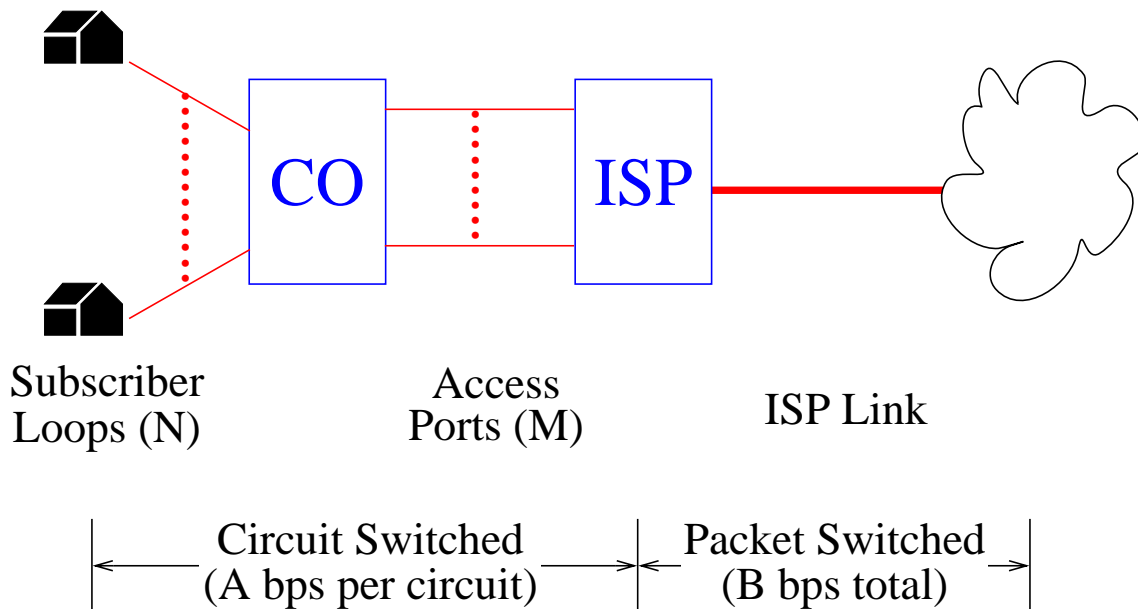 CO
ISP
Subscriber
Loops (N)
Access
Ports (M)
ISP Link
Circuit Switched
(A bps per circuit)
Packet Switched
(B bps total)